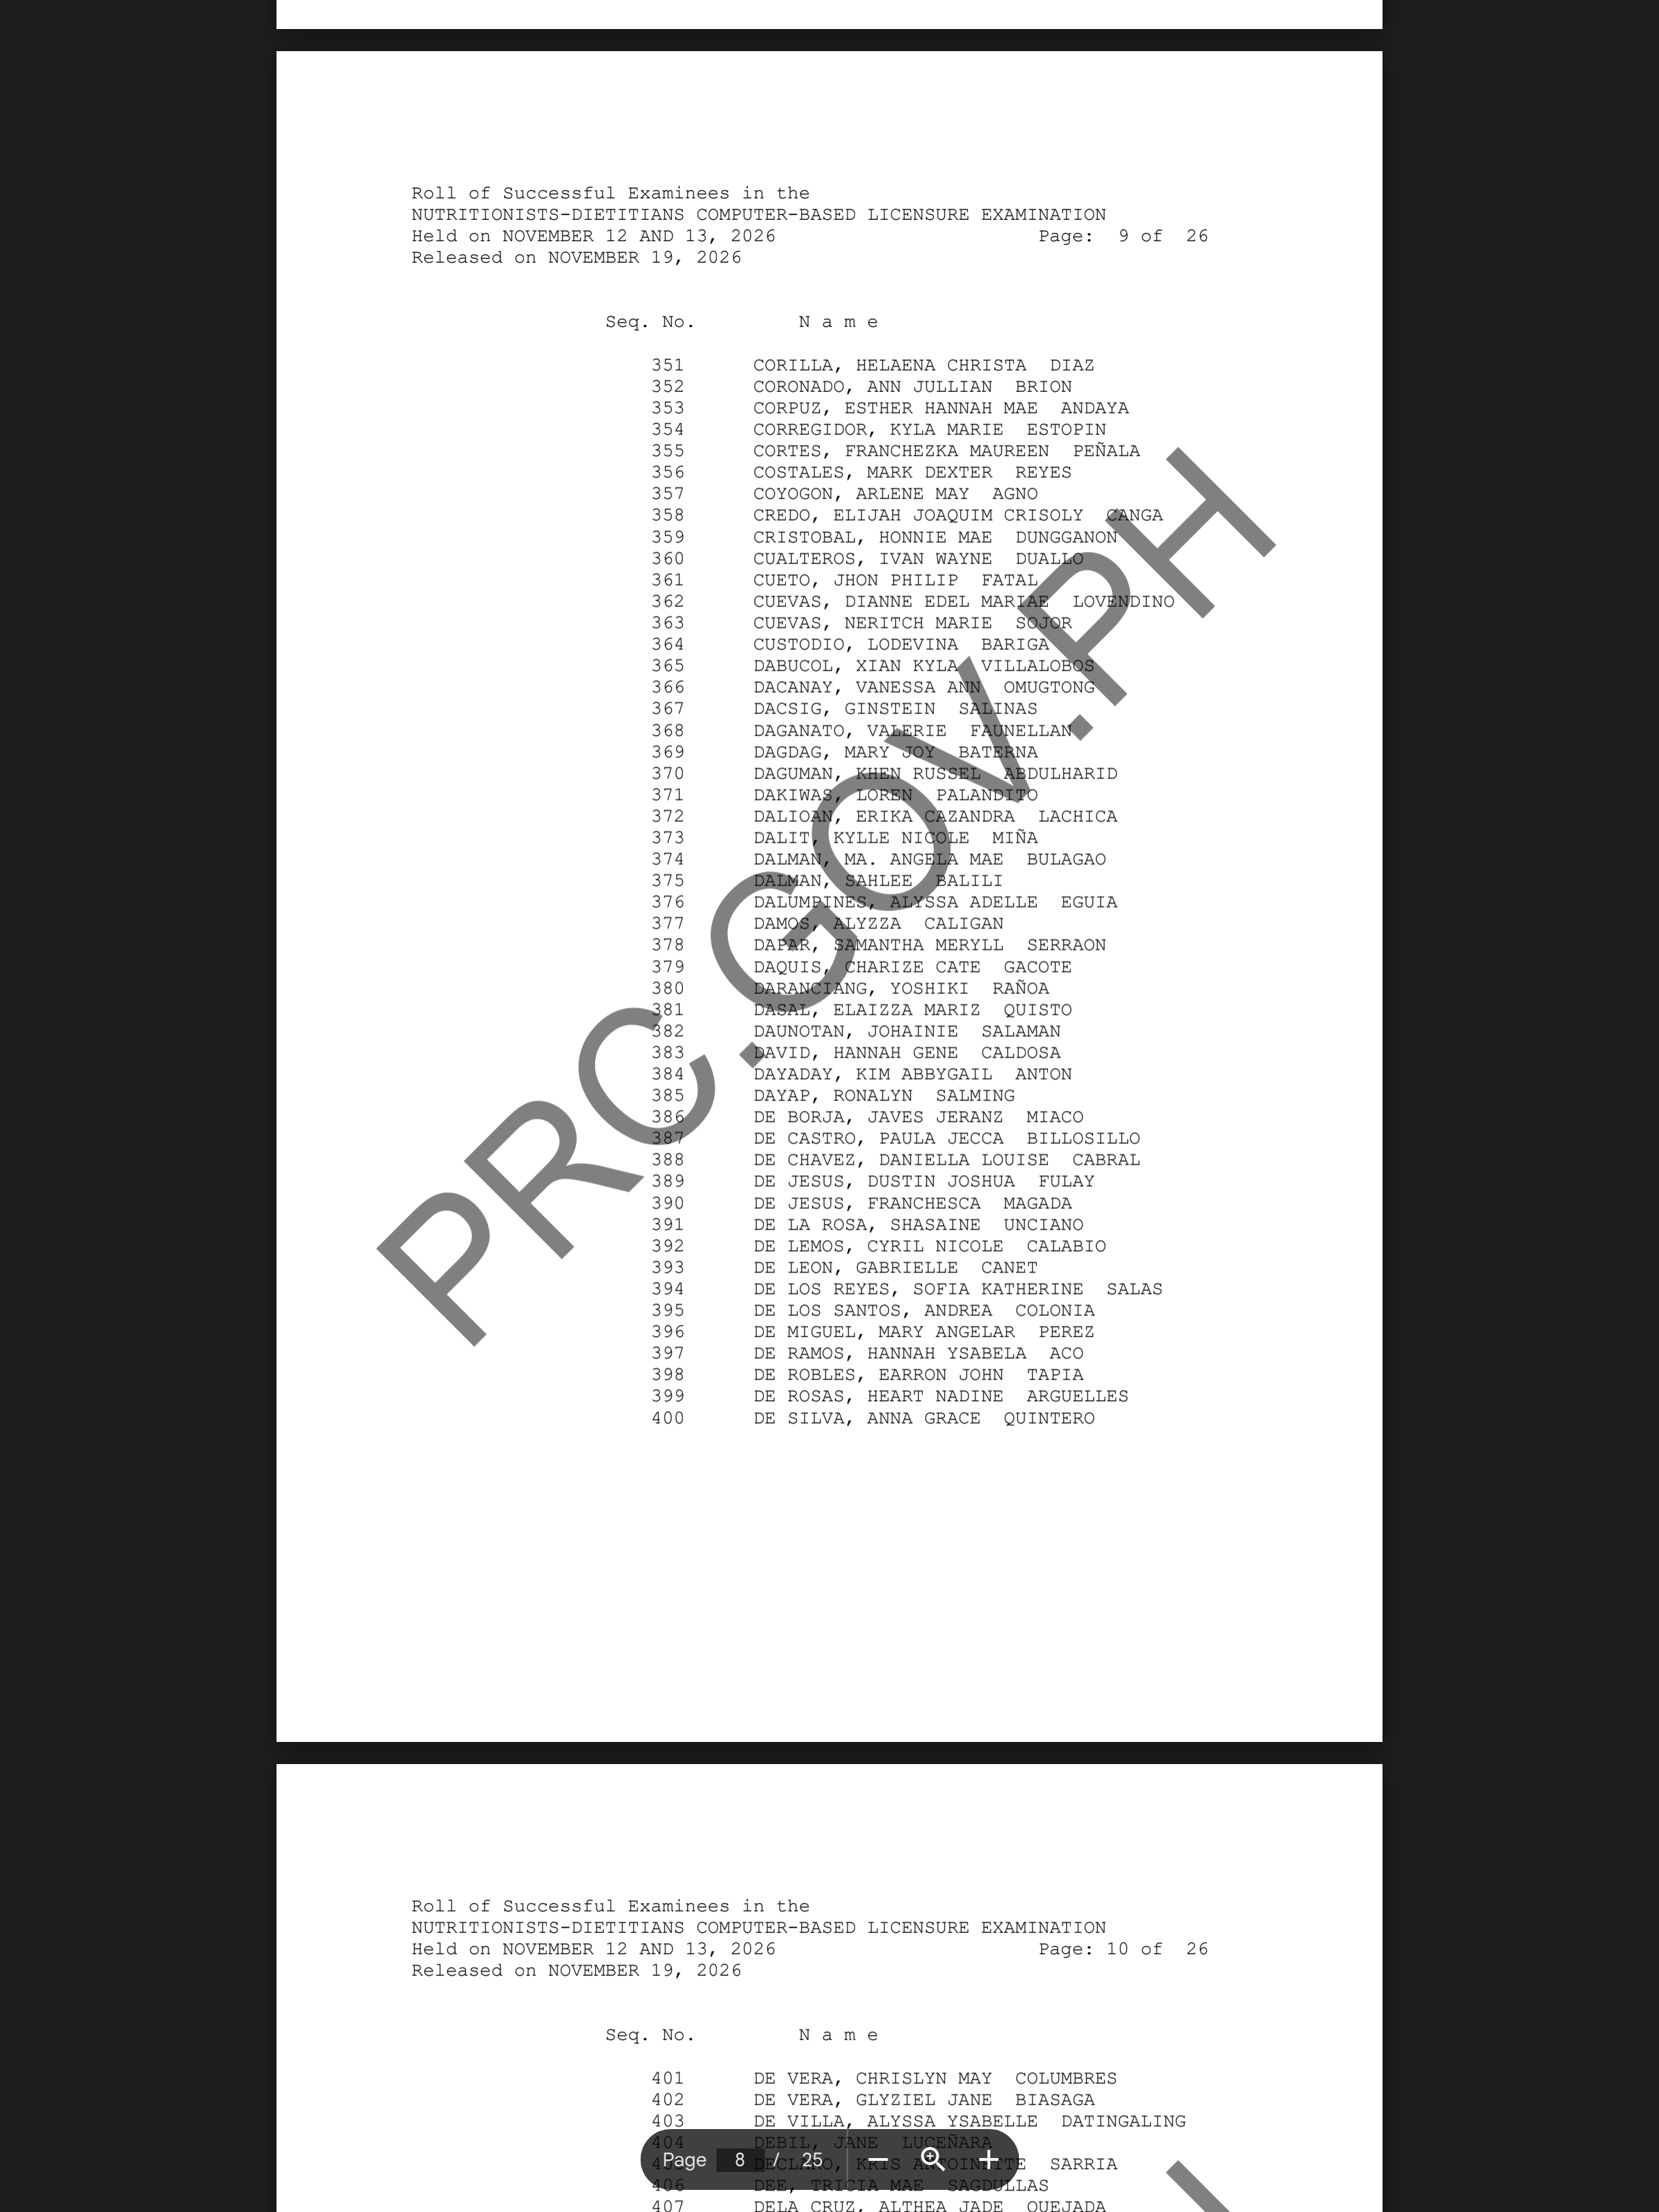 Roll of Successful Examinees in the
NUTRITIONISTS-DIETITIANS COMPUTER-BASED LICENSURE EXAMINATION
Held on NOVEMBER 12 AND 13, 2026 Page: 9 of 26
Released on NOVEMBER 19, 2026
Seq. No. N a m e
351 CORILLA, HELAENA CHRISTA DIAZ
352 CORONADO, ANN JULLIAN BRION
353 CORPUZ, ESTHER HANNAH MAE ANDAYA
354 CORREGIDOR, KYLA MARIE ESTOPIN
355 CORTES, FRANCHEZKA MAUREEN PEÑALA
356 COSTALES, MARK DEXTER REYES
357 COYOGON, ARLENE MAY AGNO
358 CREDO, ELIJAH JOAQUIM CRISOLY CANGA
359 CRISTOBAL, HONNIE MAE DUNGGANON
360 CUALTEROS, IVAN WAYNE DUALLO
361 CUETO, JHON PHILIP FATAL
362 CUEVAS, DIANNE EDEL MARIAE LOVENDINO
363 CUEVAS, NERITCH MARIE SOJOR
364 CUSTODIO, LODEVINA BARIGA
365 DABUCOL, XIAN KYLA VILLALOBOS
366 DACANAY, VANESSA ANN OMUGTONG
367 DACSIG, GINSTEIN SALINAS
368 DAGANATO, VALERIE FAUNELLAN
369 DAGDAG, MARY JOY BATERNA
370 DAGUMAN, KHEN RUSSEL ABDULHARID
371 DAKIWAS, LOREN PALANDITO
372 DALIOAN, ERIKA CAZANDRA LACHICA
373 DALIT, KYLLE NICOLE MIÑA
374 DALMAN, MA. ANGELA MAE BULAGAO
375 DALMAN, SAHLEE BALILI
376 DALUMPINES, ALYSSA ADELLE EGUIA
377 DAMOS, ALYZZA CALIGAN
378 DAPAR, SAMANTHA MERYLL SERRAON
379 DAQUIS, CHARIZE CATE GACOTE
380 DARANCIANG, YOSHIKI RAÑOA
381 DASAL, ELAIZZA MARIZ QUISTO
382 DAUNOTAN, JOHAINIE SALAMAN
383 DAVID, HANNAH GENE CALDOSA
384 DAYADAY, KIM ABBYGAIL ANTON
385 DAYAP, RONALYN SALMING
386 DE BORJA, JAVES JERANZ MIACO
387 DE CASTRO, PAULA JECCA BILLOSILLO
388 DE CHAVEZ, DANIELLA LOUISE CABRAL
389 DE JESUS, DUSTIN JOSHUA FULAY
390 DE JESUS, FRANCHESCA MAGADA
391 DE LA ROSA, SHASAINE UNCIANO
392 DE LEMOS, CYRIL NICOLE CALABIO
393 DE LEON, GABRIELLE CANET
394 DE LOS REYES, SOFIA KATHERINE SALAS
395 DE LOS SANTOS, ANDREA COLONIA
396 DE MIGUEL, MARY ANGELAR PEREZ
397 DE RAMOS, HANNAH YSABELA ACO
398 DE ROBLES, EARRON JOHN TAPIA
399 DE ROSAS, HEART NADINE ARGUELLES
400 DE SILVA, ANNA GRACE QUINTERO
PRC.GOV.PH
Roll of Successful Examinees in the
NUTRITIONISTS-DIETITIANS COMPUTER-BASED LICENSURE EXAMINATION
Held on NOVEMBER 12 AND 13, 2026 Page: 10 of 26
Released on NOVEMBER 19, 2026
Seq. No. N a m e
401 DE VERA, CHRISLYN MAY COLUMBRES
402 DE VERA, GLYZIEL JANE BIASAGA
403 DE VILLA, ALYSSA YSABELLE DATINGALING
404 DEBIL, JANE LUCEÑARA
KRIS ANTOINETTE SARRIA
406 DEE, TRICIA MAE SAGDULLAS
407 DELA CRUZ, ALTHEA JADE QUEJADA
Page 8 / 25